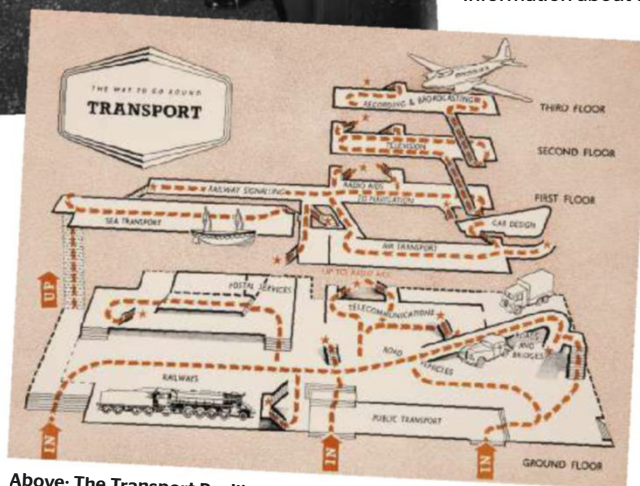 information about
THE WAY TO GO ROUND
TRANSPORT
RECORDING & BROADCASTING
THIRD FLOOR
TELEVISION
SECOND FLOOR
RAILWAY SIGNALLING
RADIO AIDS
TO NAVIGATION
FIRST FLOOR
SEA TRANSPORT
CAR DESIGN
AIR TRANSPORT
UP
UP TO RADIO AIDS
POSTAL SERVICES
TELECOMMUNICATIONS
ROAD
VEHICLES
ROADS
AND
BRIDGES
RAILWAYS
PUBLIC TRANSPORT
IN
IN
IN
GROUND FLOOR
Above: The Transport